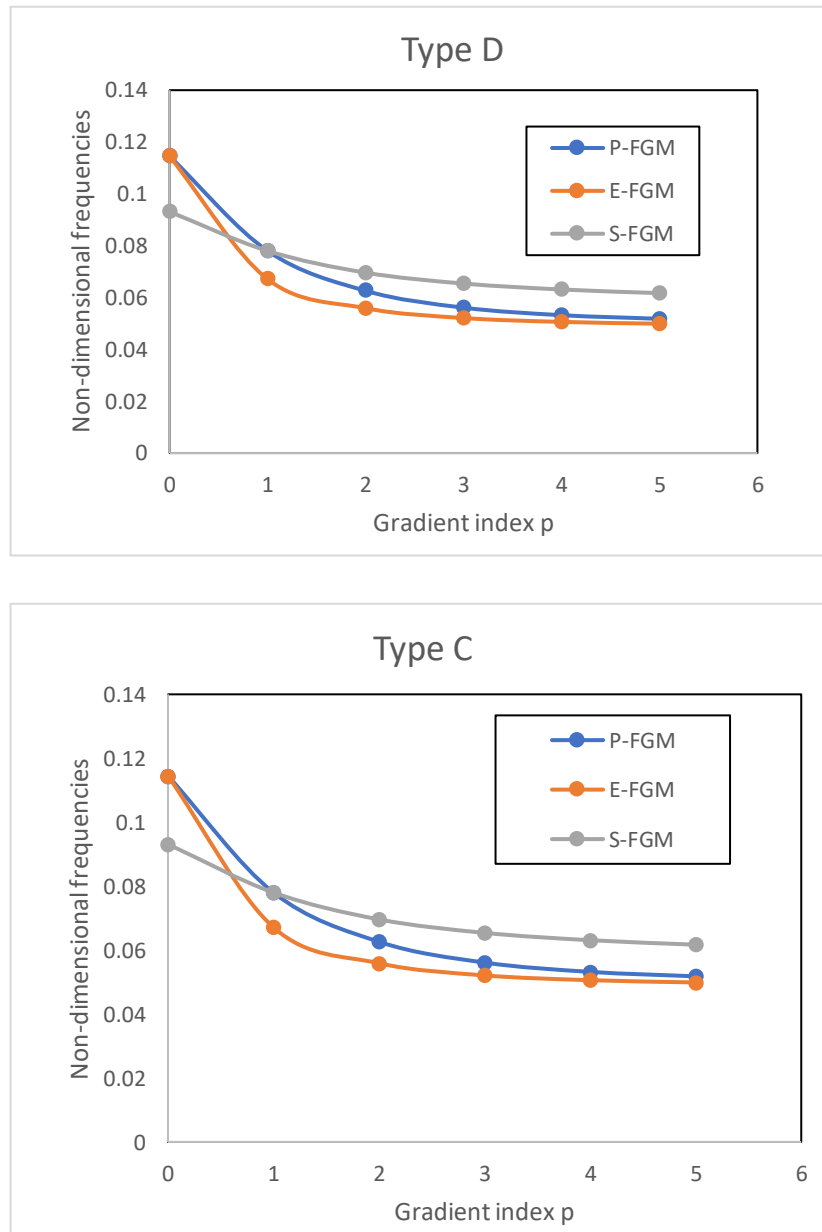 Type D
Non-dimensional frequencies
0.14
0.12
0.1
0.08
0.06
0.04
0.02
0
P-FGM
E-FGM
S-FGM
0 1 2 3 4 5 6
Gradient index p
Type C
Non-dimensional frequencies
0.14
0.12
0.1
0.08
0.06
0.04
0.02
0
P-FGM
E-FGM
S-FGM
0 1 2 3 4 5 6
Gradient index p